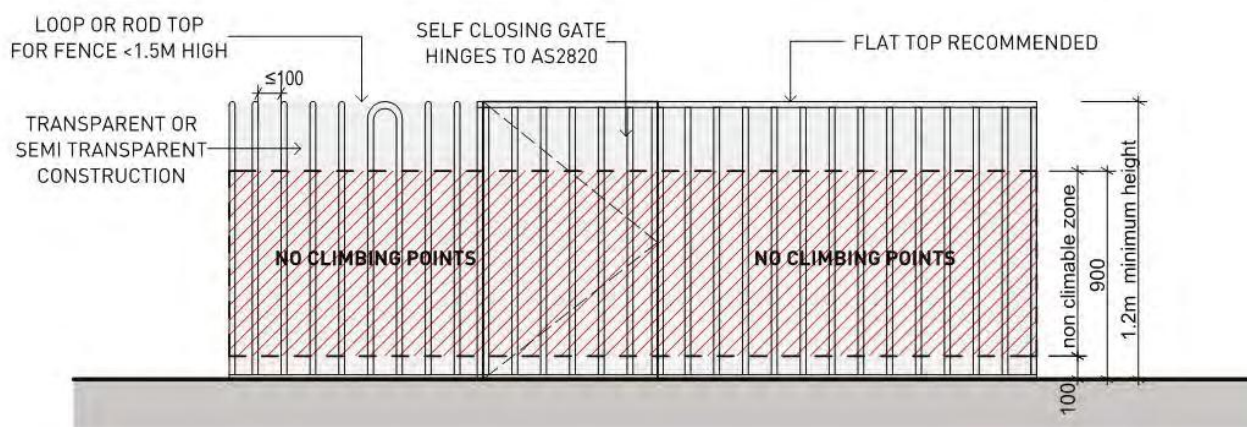 LOOP OR ROD TOP
FOR FENCE <1.5M HIGH
SELF CLOSING GATE
HINGES TO AS2820
FLAT TOP RECOMMENDED
≤100
TRANSPARENT OR
SEMI TRANSPARENT
CONSTRUCTION
NO CLIMBING POINTS
NO CLIMBING POINTS
non climable zone
900
1.2m minimum height
100